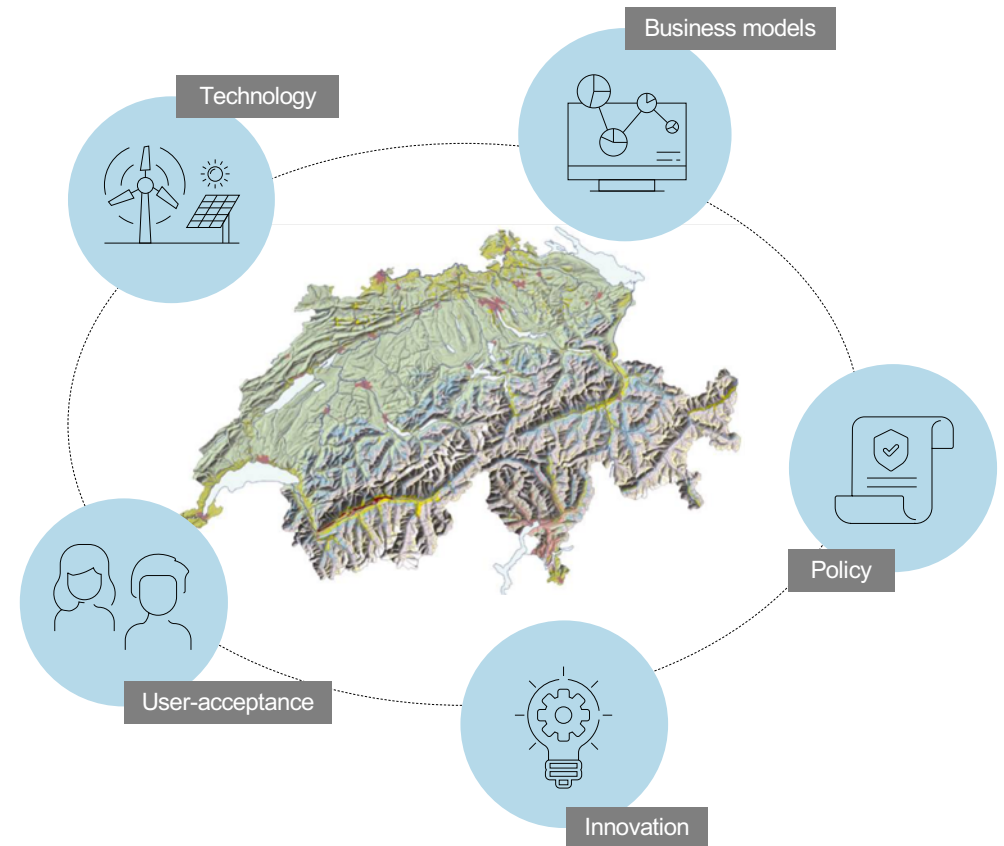 Business models
Technology
Policy
User-acceptance
Innovation